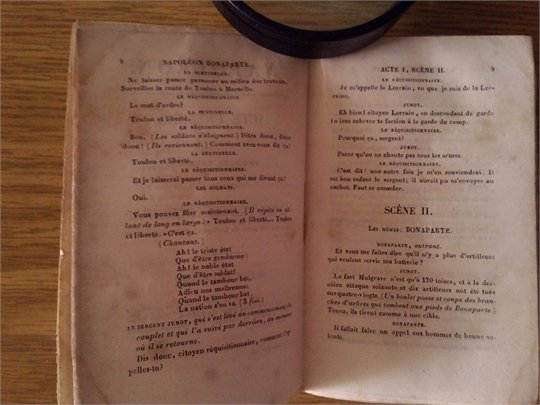 8 NAPOLÉON BONAPARTE.
LA SENTINELLE.
Ne laisser passer personne au milieu des travaux.
Surveiller la route de Toulon à Marseille.
LE RÉQUISITIONNAIRE.
Le mot d'ordre?
LA SENTINELLE.
Toulon et liberté.
LE RÉQUISITIONNAIRE.
Bon. (Les soldats s'éloignent.) Dites donc, dites
donc! (Ils reviennent.) Comment avez-vous dit ça?
LA SENTINELLE.
Toulon et liberté.
LE RÉQUISITIONNAIRE.
Et je laisserai passer tous ceux qui me diront ça?
LES SOLDATS.
Oui.
LE RÉQUISITIONNAIRE.
Vous pouvez filer maintenant. (Il répète en al-
lant de long en large.) Toulon et liberté... Toulon
et liberté. C'est ça.
(Chantant.)
Ah! le triste état
Que d'être gendarme!
Ah! le noble état
Que d'être soldat!
Quand le tambour bat,
Adieu nos maîtresses:
Quand le tambour bat,
La nation s'en va. (3 fois.)
LE SERGENT JUNOT, qui s'est lévé au commencement du
couplet et qui l'a suivi par derrière, au moment
où il se retourne.
Dis donc, citoyen réquisitionnaire, comment t'ap-
pelles-tu?
ACTE I, SCÈNE II. 9
LE RÉQUISITIONNAIRE.
Je m'appelle le Lorrain, vu que je suis de la Lor-
raine.
JUNOT.
Eh bien! citoyen Lorrain, en descendant de garde
tu iras achever ta faction à la garde du camp.
LE RÉQUISITIONNAIRE.
Pourquoi ça, sergent?
JUNOT.
Parce qu'on ne chante pas sous les armes.
LE RÉQUISITIONNAIRE.
C'est dit: une autre fois je m'en souviendrai. Il
est bon enfant le sergent; il aurait pu m'envoyer au
cachot. Faut se consoler.
SCÈNE II.
LES MÊMES; BONAPARTE.
BONAPARTE, entrant.
Et vous me faites dire qu'il n'y a plus d'artilleurs
qui veulent servir ma batterie?
JUNOT.
Le fort Mulgrave n'est qu'à 120 toises, et à la der-
nière attaque soixante et dix artilleurs ont été tués
sur quatre-vingts. (Un boulet passe et coupe des bran-
ches d'arbres qui tombent aux pieds de Bonaparte.)
Tenez, ils tirent comme à une cible.
BONAPARTE.
Il fallait faire un appel aux hommes de bonne vo-
lonté.